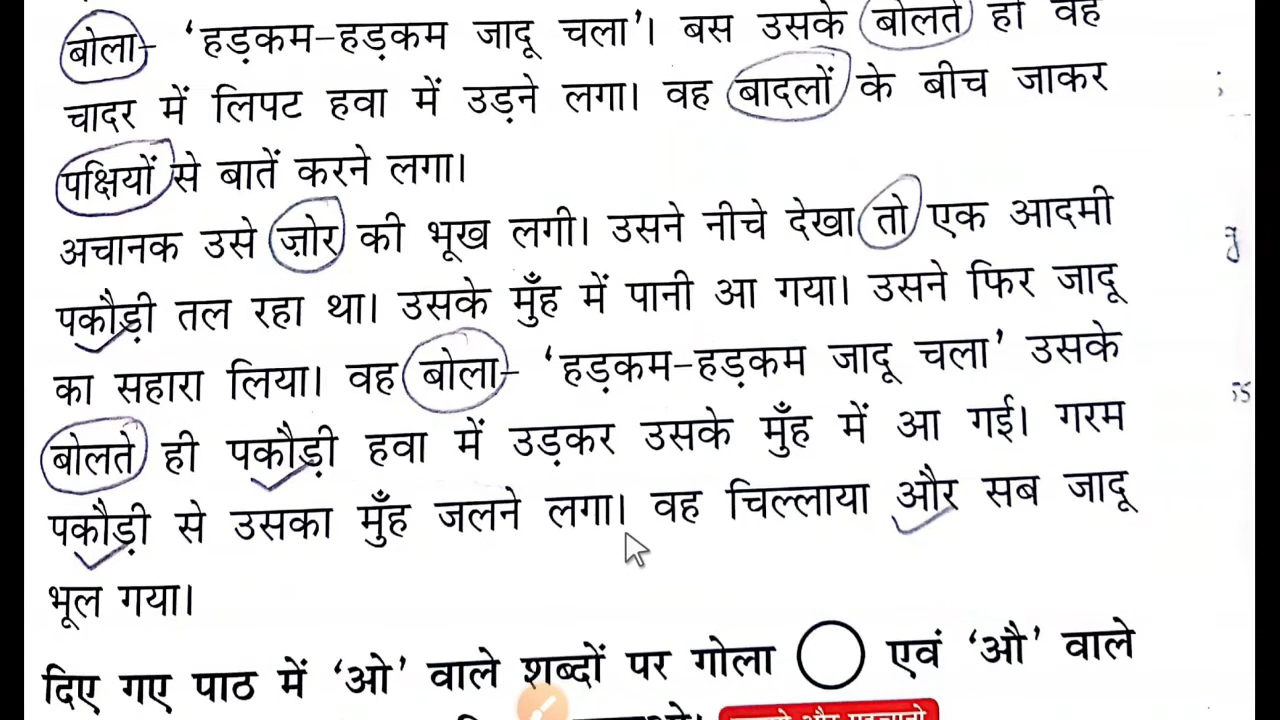 बोला- ‘हड़कम-हड़कम जादू चला’। बस उसके बोलते ही वह
चादर में लिपट हवा में उड़ने लगा। वह बादलों के बीच जाकर
पक्षियों से बातें करने लगा।
अचानक उसे ज़ोर की भूख लगी। उसने नीचे देखा तो एक आदमी
पकौड़ी तल रहा था। उसके मुँह में पानी आ गया। उसने फिर जादू
का सहारा लिया। वह बोला- ‘हड़कम-हड़कम जादू चला’ उसके
बोलते ही पकौड़ी हवा में उड़कर उसके मुँह में आ गई। गरम
पकौड़ी से उसका मुँह जलने लगा। वह चिल्लाया और सब जादू
भूल गया।
दिए गए पाठ में ‘ओ’ वाले शब्दों पर गोला एवं ‘औ’ वाले